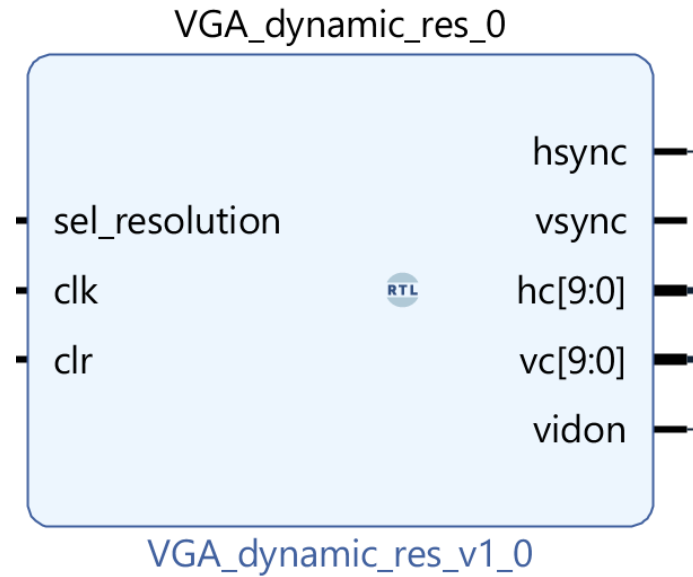 VGA_dynamic_res_0
hsync
sel_resolution vsync
clk RTL hc[9:0]
clr vc[9:0]
vidon
VGA_dynamic_res_v1_0